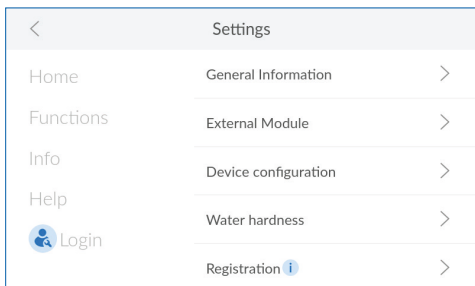 Settings
Home
Functions
Info
Help
Login
General Information
External Module
Device configuration
Water hardness
Registration i